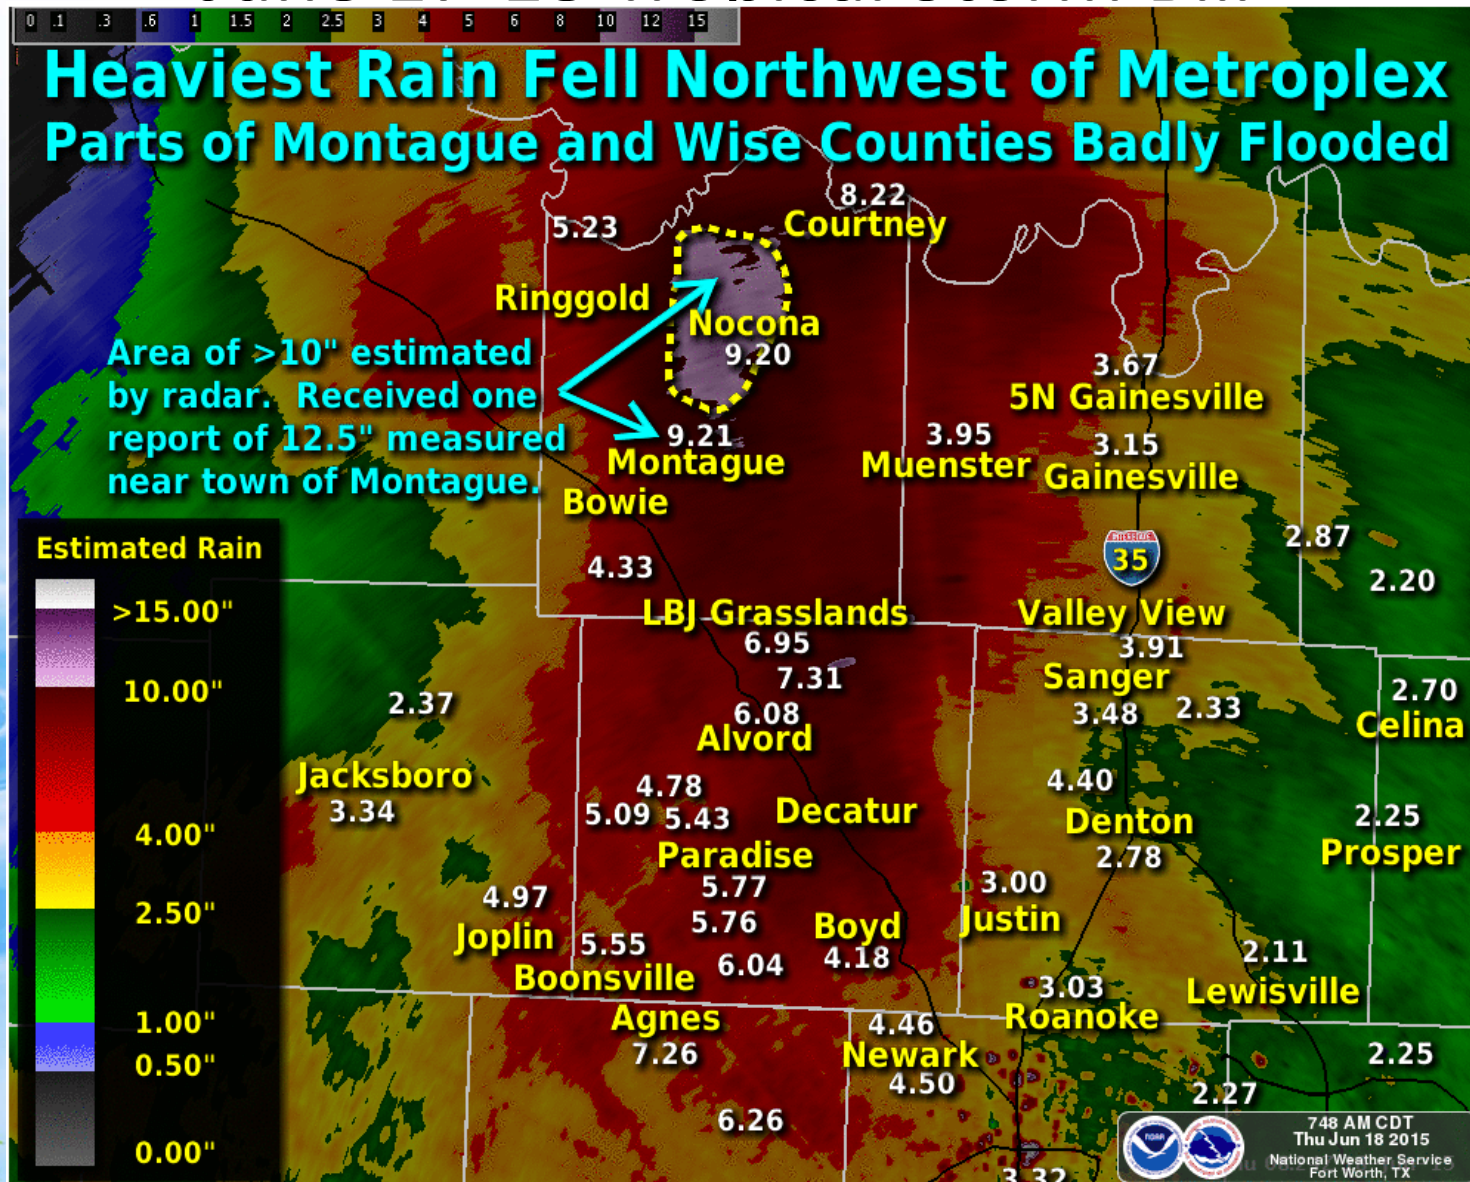 0 .1 .3 .6 1 1.5 2 2.5 3 4 5 6 8 10 12 15
Heaviest Rain Fell Northwest of Metroplex
Parts of Montague and Wise Counties Badly Flooded
8.22
Courtney
5.23
Ringgold
Nocona
9.20
Area of >10" estimated
by radar. Received one
report of 12.5" measured
near town of Montague.
3.67
5N Gainesville
9.21
Montague
3.95
Muenster
3.15
Gainesville
Bowie
4.33
INTERSTATE
35
2.87
2.20
Estimated Rain
>15.00"
10.00"
4.00"
2.50"
1.00"
0.50"
0.00"
LBJ Grasslands
6.95
7.31
Valley View
3.91
Sanger
3.48
2.33
2.70
Celina
2.37
6.08
Alvord
Jacksboro
3.34
4.78
5.09
5.43
Decatur
4.40
Denton
2.78
2.25
Prosper
Paradise
5.77
5.76
4.97
Joplin
5.55
Boonsville
6.04
Boyd
4.18
3.00
Justin
2.11
Lewisville
3.03
Roanoke
Agnes
7.26
4.46
Newark
4.50
2.25
2.27
6.26
3.32
NOAA
748 AM CDT
Thu Jun 18 2015
National Weather Service
Fort Worth, TX